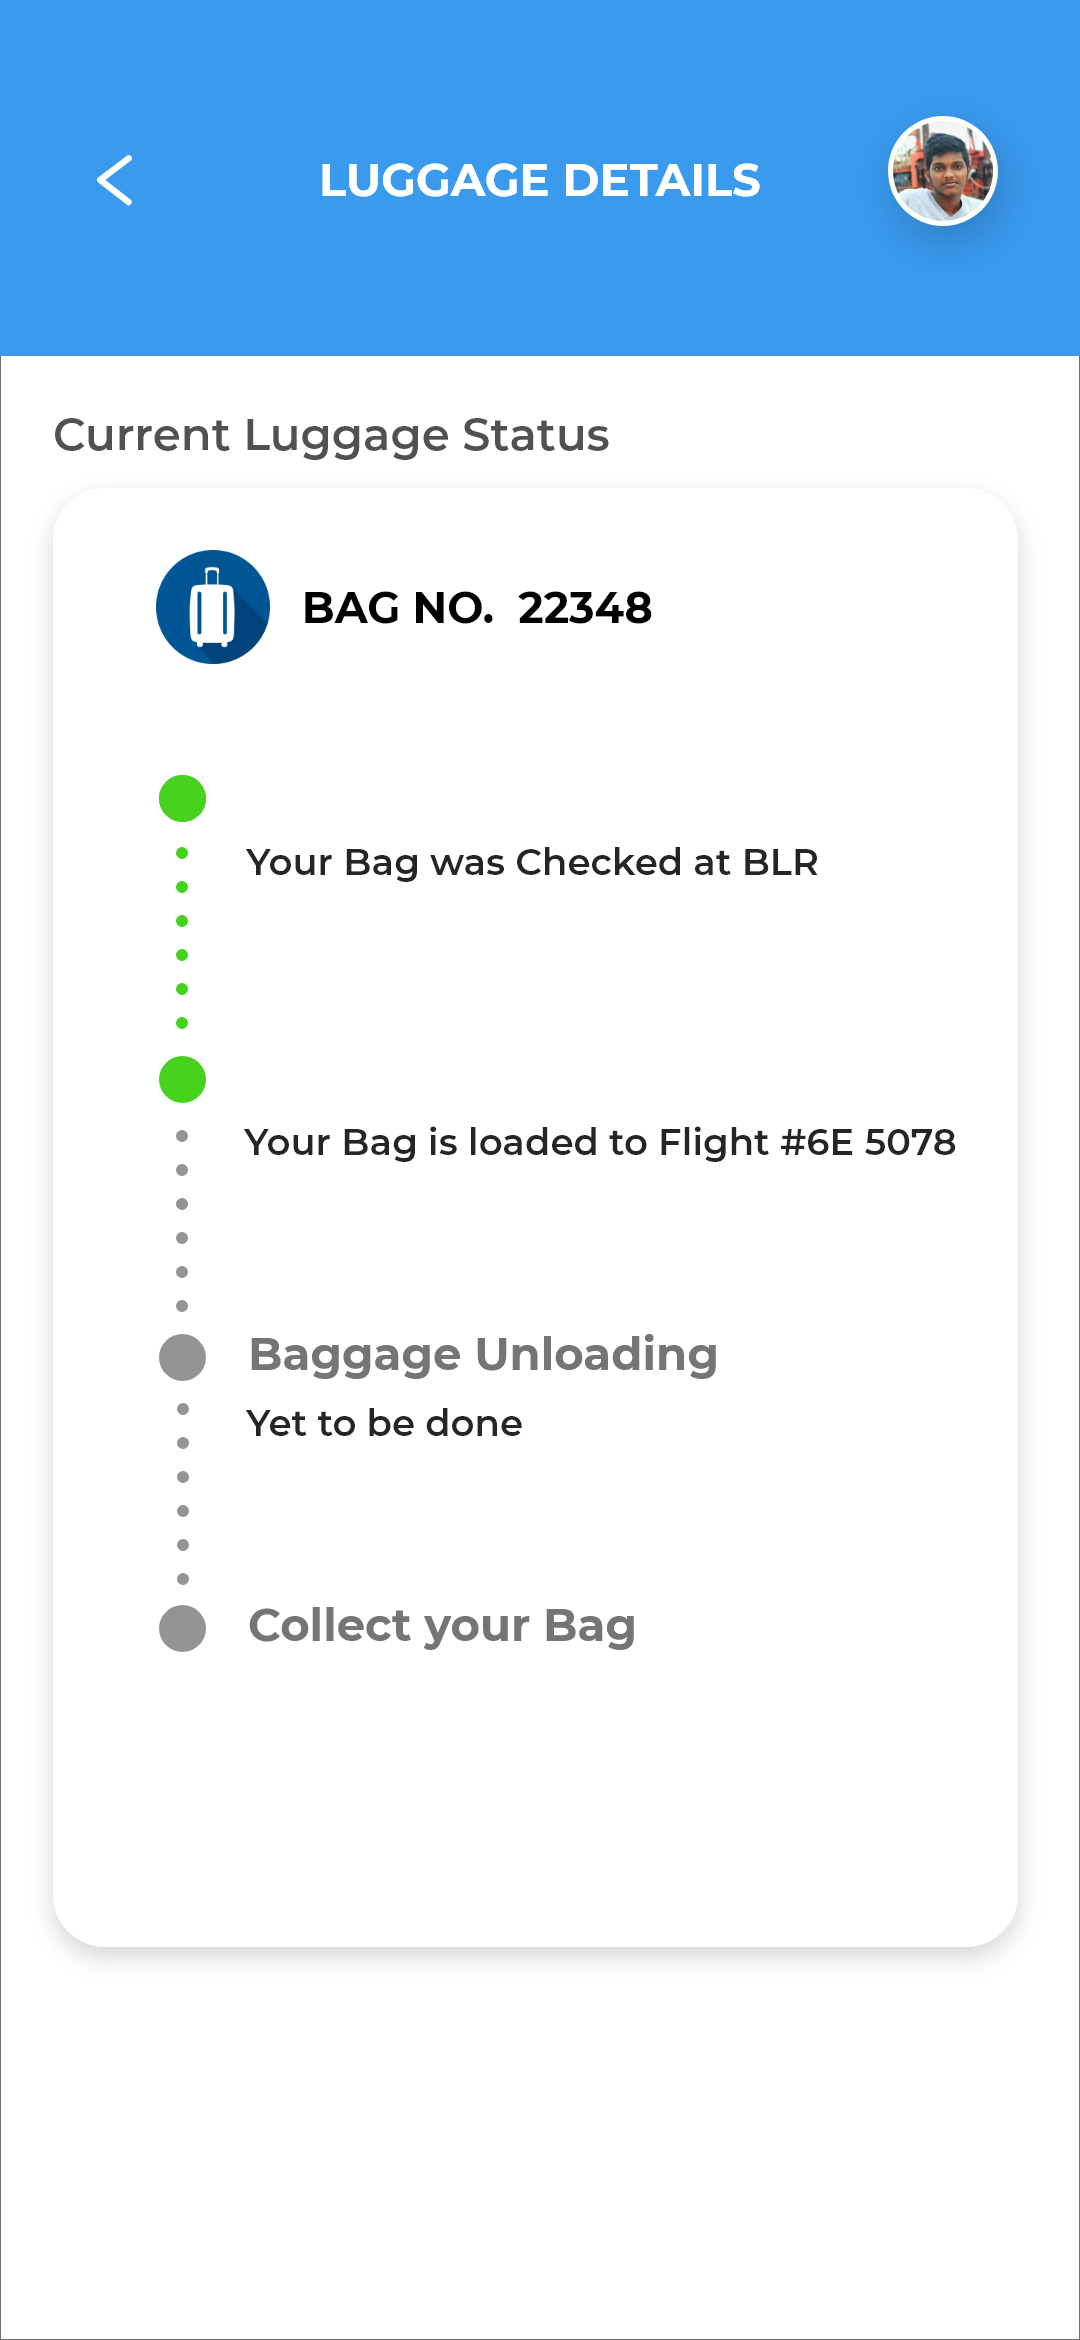 LUGGAGE DETAILS
Current Luggage Status
BAG NO. 22348
Your Bag was Checked at BLR
Your Bag is loaded to Flight #6E 5078
Baggage Unloading
Yet to be done
Collect your Bag